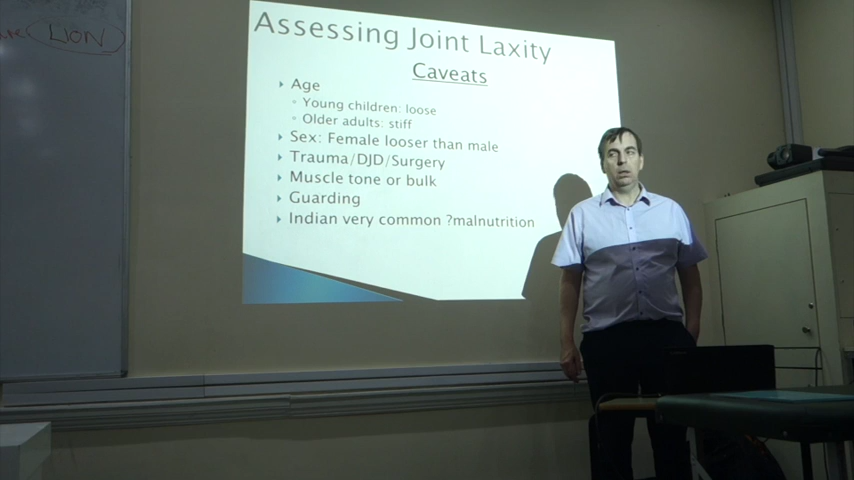 LION
Assessing Joint Laxity
Caveats
Age
Young children: loose
Older adults: stiff
Sex: Female looser than male
Trauma/DJD/Surgery
Muscle tone or bulk
Guarding
Indian very common ?malnutrition